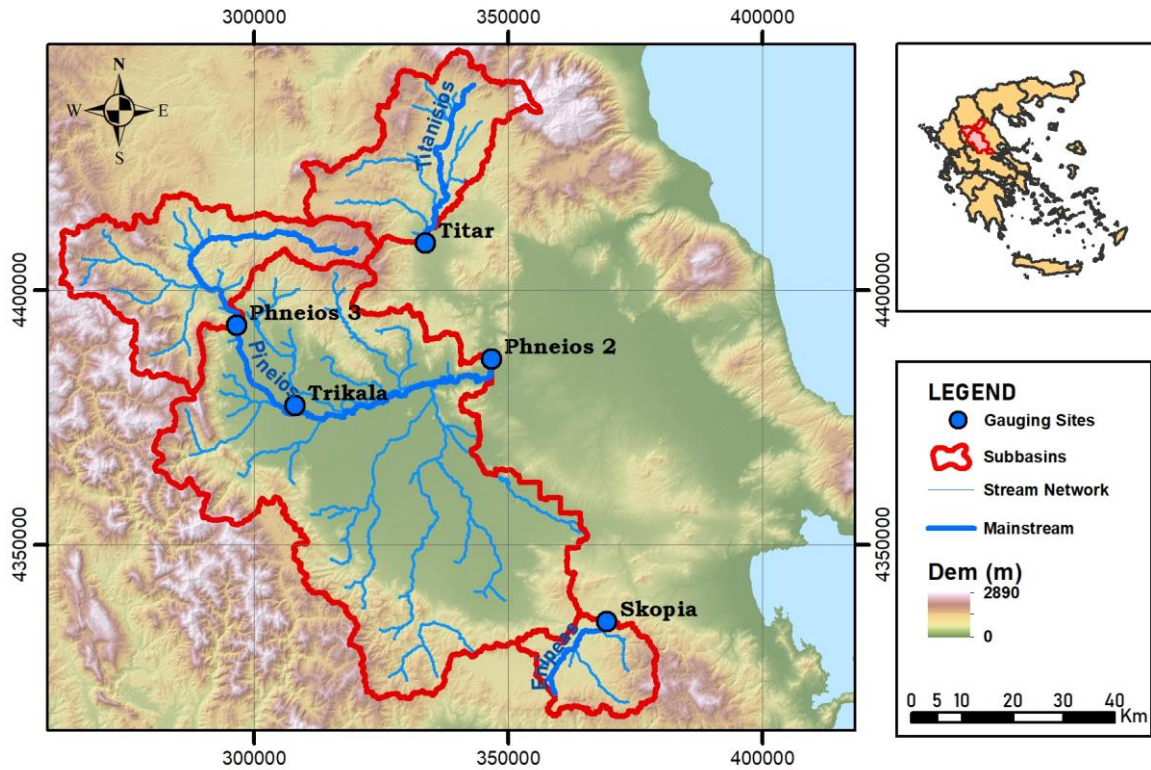 300000
350000
400000
N
W
E
S
Titanisios
Titar
4400000
4400000
Phneios 3
Phneios 2
Pineios
Trikala
4350000
4350000
Skopia
Enipeas
300000
350000
400000
LEGEND
Gauging Sites
Subbasins
Stream Network
Mainstream
Dem (m)
2890
0
0 5 10 20 30 40
Km